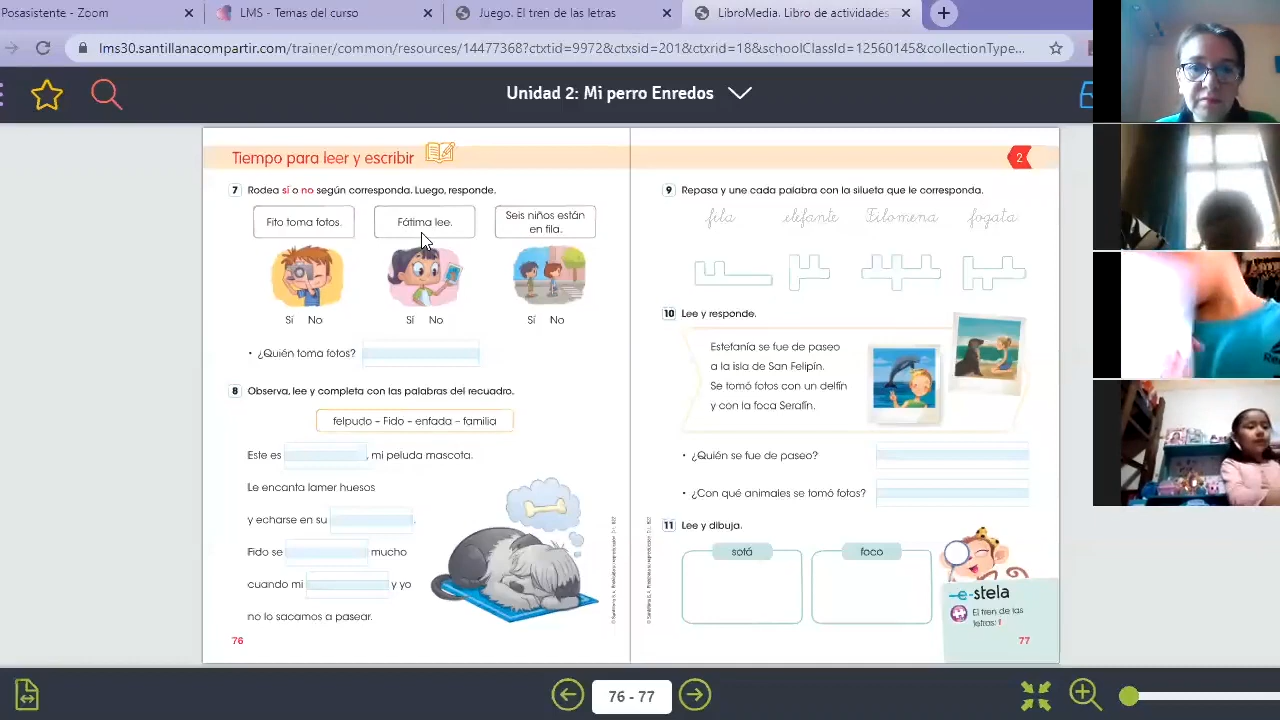 Posasistente - Zoom
LMS - Temas del curso
Juego. El tren de las letras
LibroMedia. Libro de actividades
lms30.santillanacompartir.com/trainer/common/resources/14477368?ctxtid=9972&ctxsid=201&ctxrid=18&schoolClassId=12560145&collectionType...
Unidad 2: Mi perro Enredos
Tiempo para leer y escribir
7 Rodea sí o no según corresponda. Luego, responde.
Fito toma fotos.
Fátima lee.
Seis niños están
en fila.
Sí No
Sí No
Sí No
• ¿Quién toma fotos?
8 Observa, lee y completa con las palabras del recuadro.
felpudo – Fido – enfada – familia
Este es , mi peluda mascota.
Le encanta lamer huesos
y echarse en su .
Fido se mucho
cuando mi y yo
no lo sacamos a pasear.
76
2
9 Repasa y une cada palabra con la silueta que le corresponda.
fila elefante Filomena fogata
10 Lee y responde.
Estefanía se fue de paseo
a la isla de San Felipín.
Se tomó fotos con un delfín
y con la foca Serafín.
• ¿Quién se fue de paseo?
• ¿Con qué animales se tomó fotos?
11 Lee y dibuja.
sofá
foco
e-stela
El tren de las
letras: f
77
76 - 77